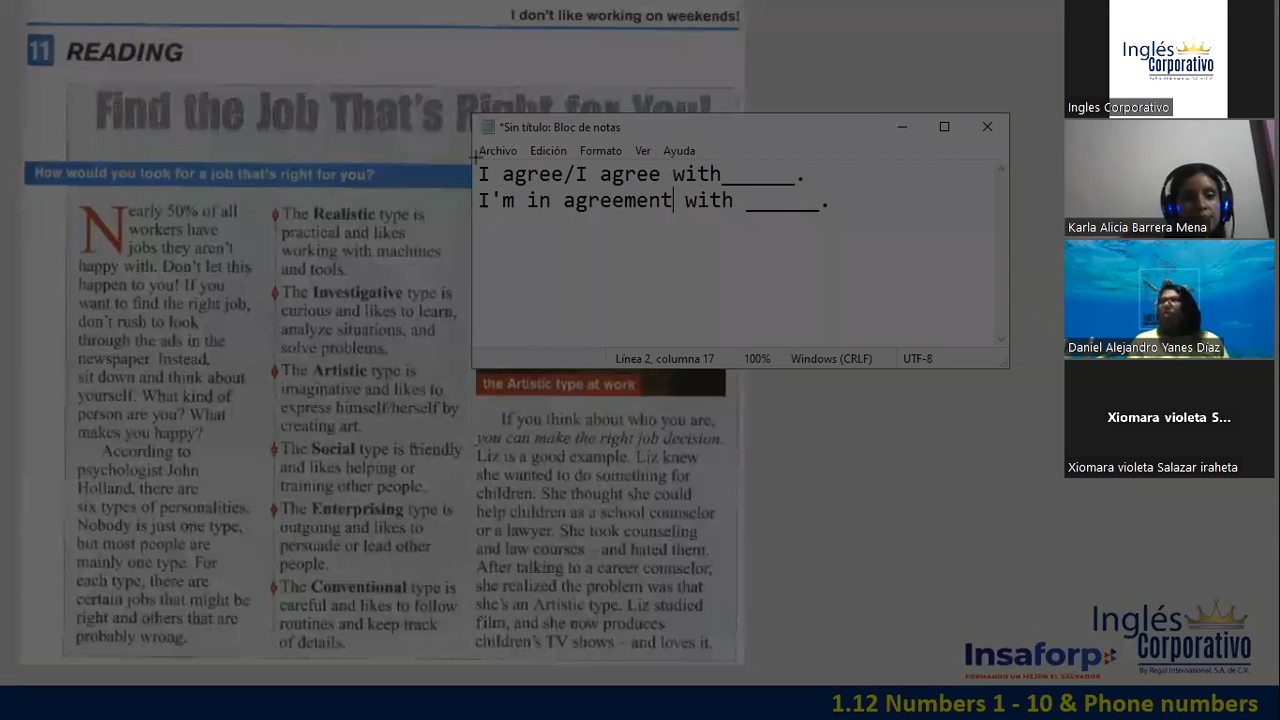 I don't like working on weekends!
11 READING
Find the Job That's Right for You!
How would you look for a job that's right for you?
Nearly 50% of all
workers have
jobs they aren't
happy with. Don't let this
happen to you! If you
want to find the right job,
don't rush to look
through the ads in the
newspaper. Instead,
sit down and think about
yourself. What kind of
person are you? What
makes you happy?
According to
psychologist John
Holland, there are
six types of personalities.
Nobody is just one type,
but most people are
mainly one type. For
each type, there are
certain jobs that might be
right and others that are
probably wrong.
The Realistic type is
practical and likes
working with machines
and tools.
The Investigative type is
curious and likes to learn,
analyze situations, and
solve problems.
The Artistic type is
imaginative and likes to
express himself/herself by
creating art.
The Social type is friendly
and likes helping or
training other people.
The Enterprising type is
outgoing and likes to
persuade or lead other
people.
The Conventional type is
careful and likes to follow
routines and keep track
of details.
*Sin título: Bloc de notas
Archivo Edición Formato Ver Ayuda
I agree/I agree with______.
I'm in agreement with ______.
Línea 2, columna 17 100% Windows (CRLF) UTF-8
the Artistic type at work
If you think about who you are,
you can make the right job decision.
Liz is a good example. Liz knew
she wanted to do something for
children. She thought she could
help children as a school counselor
or a lawyer. She took counseling
and law courses – and hated them.
After talking to a career counselor,
she realized the problem was that
she's an Artistic type. Liz studied
film, and she now produces
children's TV shows – and loves it.
Inglés
Corporativo
Ingles Corporativo
Karla Alicia Barrera Mena
Daniel Alejandro Yanes Díaz
Xiomara violeta S...
Xiomara violeta Salazar iraheta
Insaforp
FORMANDO UN MEJOR EL SALVADOR
Inglés
Corporativo
By Regal International, S.A. de C.V.
1.12 Numbers 1 - 10 & Phone numbers